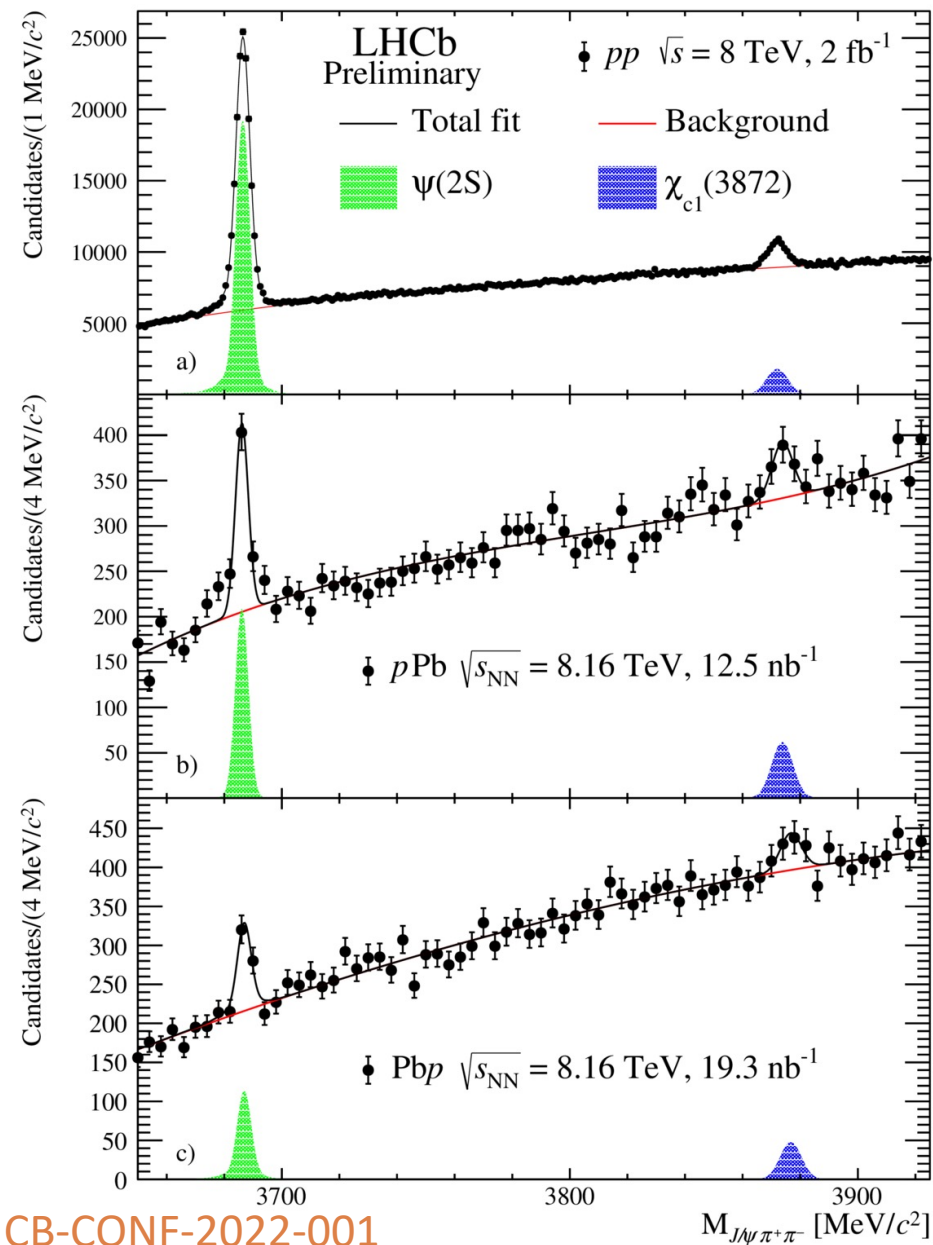 LHCb
Preliminary
pp √s = 8 TeV, 2 fb⁻¹
Total fit
Background
ψ(2S)
χc1(3872)
Candidates/(1 MeV/c²)
25000
20000
15000
10000
5000
a)
Candidates/(4 MeV/c²)
400
350
300
250
200
150
100
50
pPb √sNN = 8.16 TeV, 12.5 nb⁻¹
b)
Candidates/(4 MeV/c²)
450
400
350
300
250
200
150
100
50
0
Pbp √sNN = 8.16 TeV, 19.3 nb⁻¹
c)
3700
3800
3900
MJ/ψπ⁺π⁻ [MeV/c²]
CB-CONF-2022-001